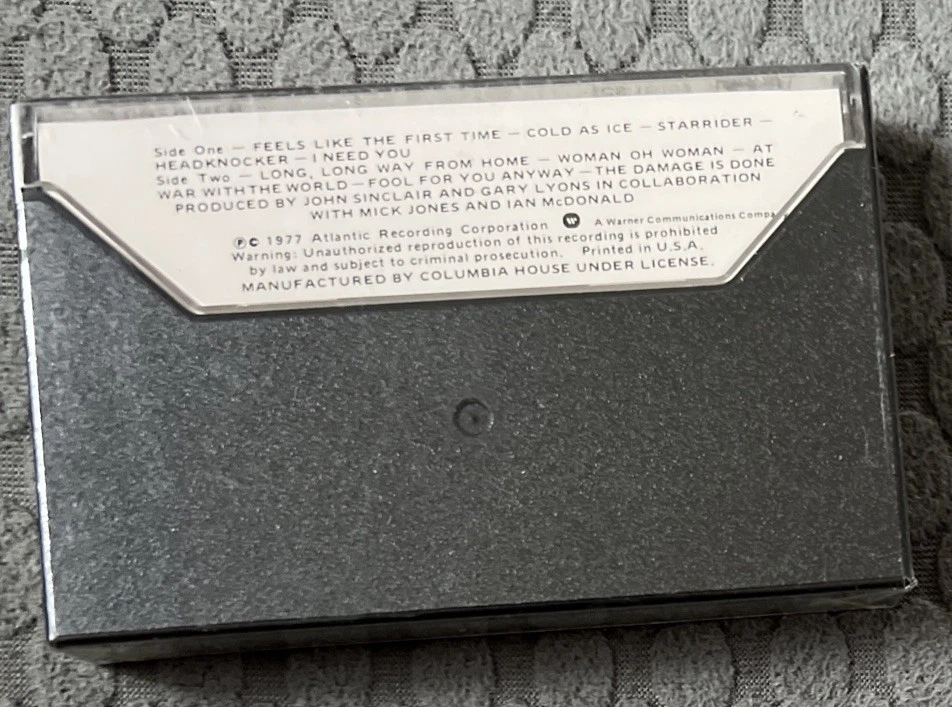 Side One — FEELS LIKE THE FIRST TIME — COLD AS ICE — STARRIDER —
HEADKNOCKER — I NEED YOU
Side Two — LONG, LONG WAY FROM HOME — WOMAN OH WOMAN — AT
WAR WITH THE WORLD — FOOL FOR YOU ANYWAY — THE DAMAGE IS DONE
PRODUCED BY JOHN SINCLAIR AND GARY LYONS IN COLLABORATION
WITH MICK JONES AND IAN McDONALD
℗© 1977 Atlantic Recording Corporation W A Warner Communications Compa
Warning: Unauthorized reproduction of this recording is prohibited
by law and subject to criminal prosecution. Printed in U.S.A.
MANUFACTURED BY COLUMBIA HOUSE UNDER LICENSE.